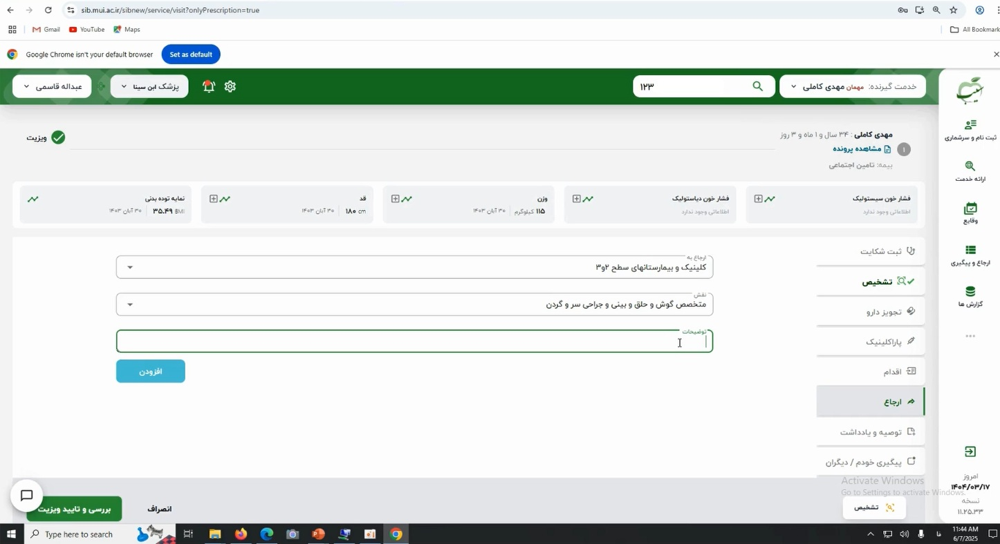 sib.mui.ac.ir/sibnew/service/visit?onlyPrescription=true
Gmail YouTube Maps All Bookmark
Google Chrome isn't your default browser Set as default
خدمت گیرنده: مهمان مهدی کاملی
۱۲۳
پزشک ابن سینا
عبداله قاسمی
سیب
ثبت نام و سرشماری
ارائه خدمت
وقایع
ارجاع و پیگیری
گزارش ها
مهدی کاملی : ۳۴ سال و ۱ ماه و ۳ روز
۱ مشاهده پرونده
بیمه: تامین اجتماعی
ویزیت
فشار خون سیستولیک
اطلاعاتی وجود ندارد
فشار خون دیاستولیک
اطلاعاتی وجود ندارد
وزن
۱۱۵ کیلوگرم ۳۰ آبان ۱۴۰۳
قد
۱۸۰ cm ۳۰ آبان ۱۴۰۳
نمایه توده بدنی
۳۵.۴۹ BMI ۳۰ آبان ۱۴۰۳
ثبت شکایت
تشخیص
تجویز دارو
پاراکلینیک
اقدام
ارجاع
توصیه و یادداشت
پیگیری خودم / دیگران
ارجاع به
کلینیک و بیمارستانهای سطح ۲و۳
نقش
متخصص گوش و حلق و بینی و جراحی سر و گردن
توضیحات
افزودن
تشخیص
انصراف
بررسی و تایید ویزیت
امروز
۱۴۰۴/۰۳/۱۷
نسخه
۱۱.۲۵.۳۳
Activate Windows
Go to Settings to activate Windows.
Type here to search
فا
11:44 AM
6/7/2025